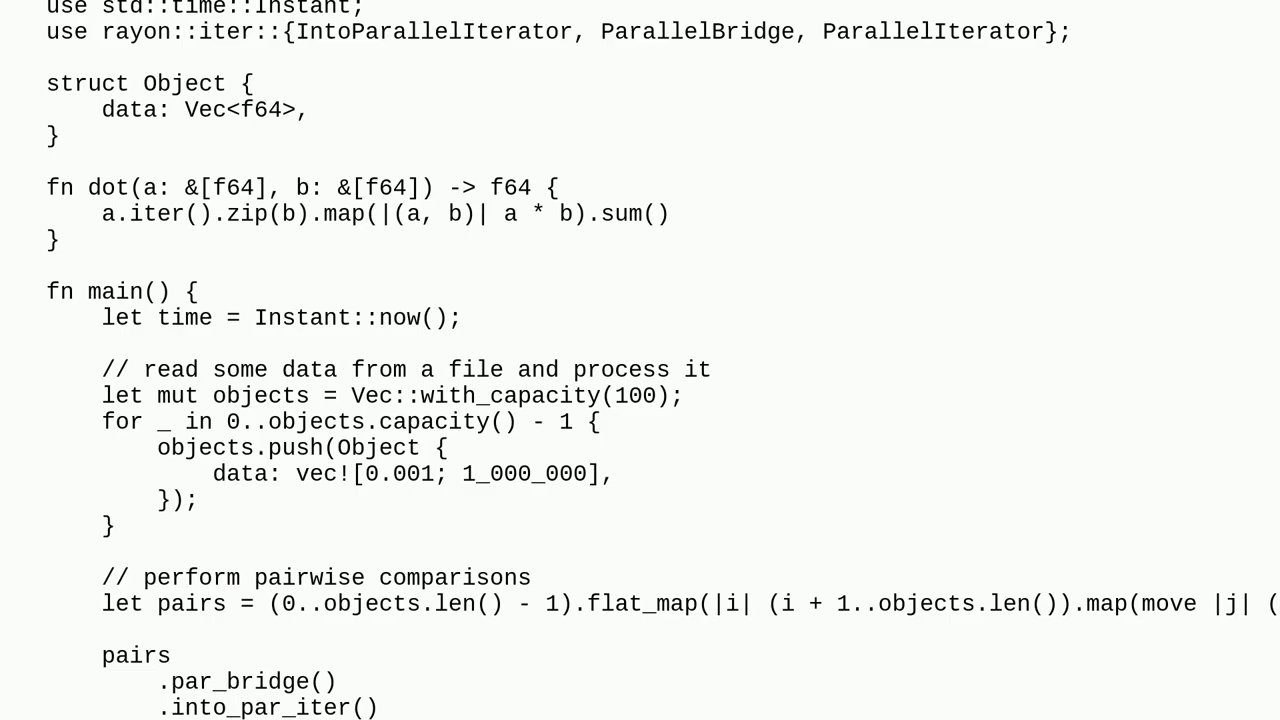 use std::time::Instant;
use rayon::iter::{IntoParallelIterator, ParallelBridge, ParallelIterator};
struct Object {
    data: Vec<f64>,
}
fn dot(a: &[f64], b: &[f64]) -> f64 {
    a.iter().zip(b).map(|(a, b)| a * b).sum()
}
fn main() {
    let time = Instant::now();
    // read some data from a file and process it
    let mut objects = Vec::with_capacity(100);
    for _ in 0..objects.capacity() - 1 {
        objects.push(Object {
            data: vec![0.001; 1_000_000],
        });
    }
    // perform pairwise comparisons
    let pairs = (0..objects.len() - 1).flat_map(|i| (i + 1..objects.len()).map(move |j| (
    pairs
        .par_bridge()
        .into_par_iter()